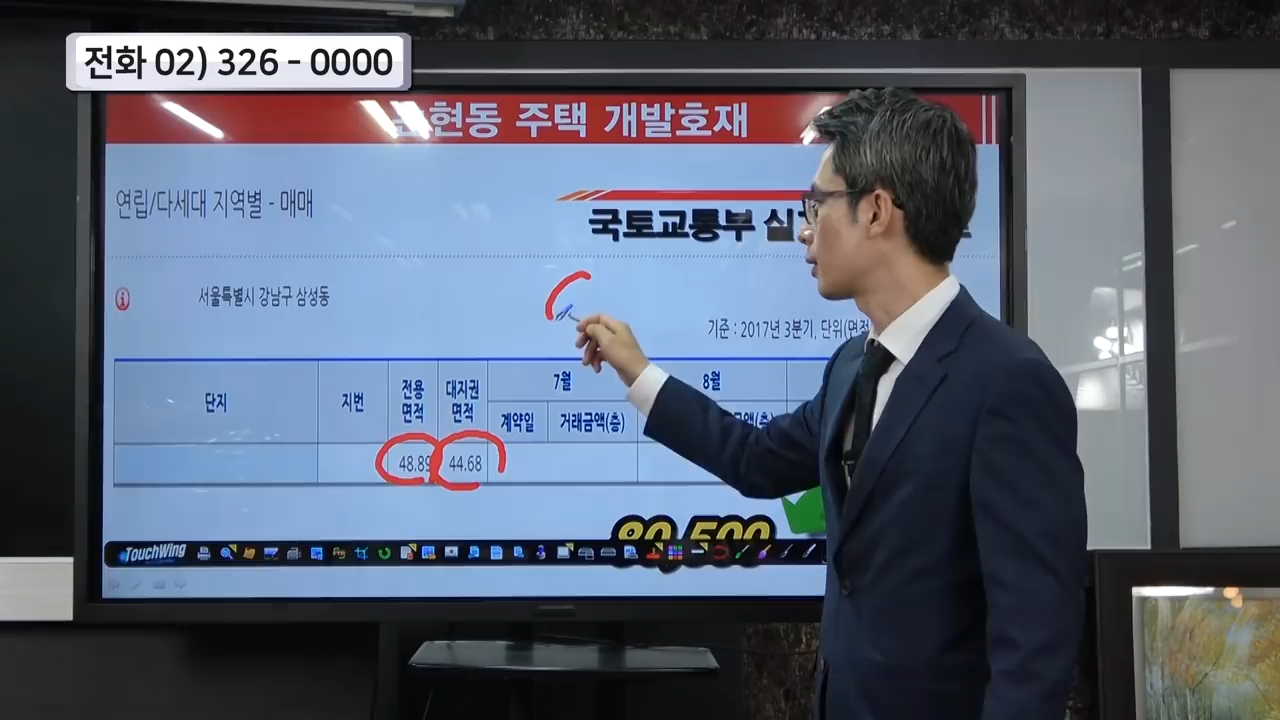 전화 02) 326 - 0000
현동 주택 개발호재
연립/다세대 지역별 - 매매
국토교통부
서울특별시 강남구 삼성동
기준 : 2017년 3분기, 단위(면적
단지 지번 전용면적 대지권면적 7월 8월
계약일 거래금액(층)
48.89 44.68
80,500
TouchWing